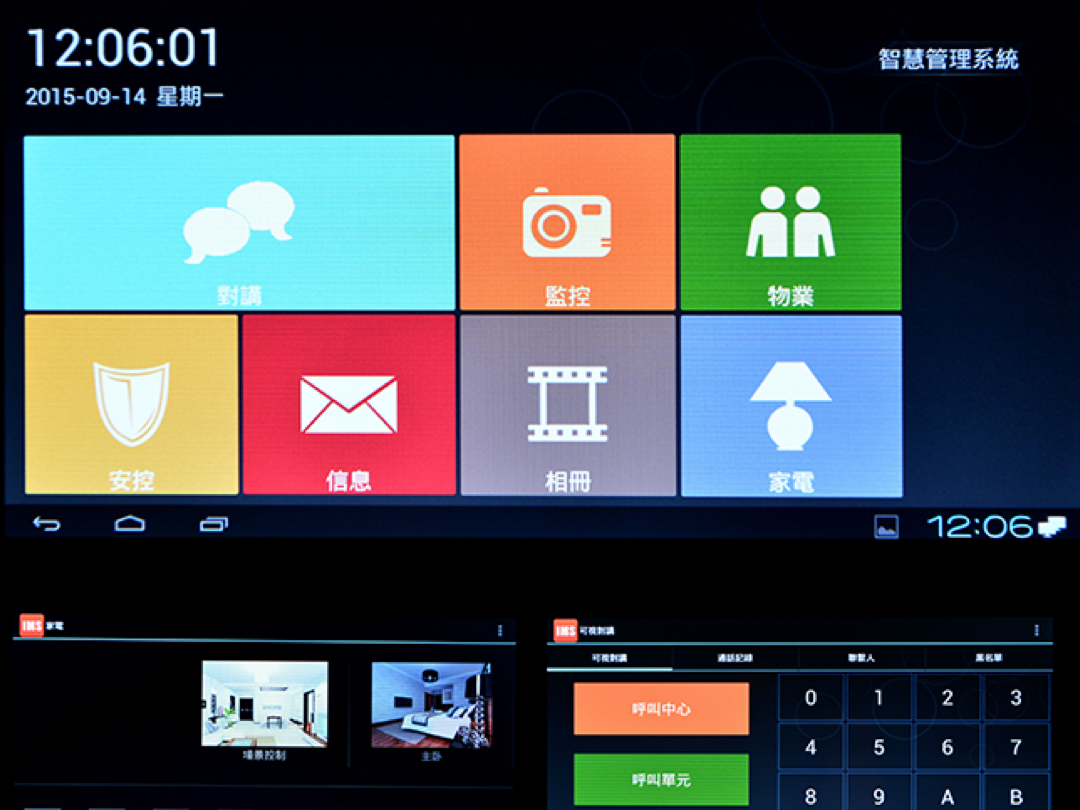 12:06:01
智慧管理系統
2015-09-14 星期一
對講
監控
物業
安控
信息
相冊
家電
12:06
IHS 家電
場景控制
主卧
IHS 可視對講
可視對講 通話記錄 聯繫人 黑名單
呼叫中心
0 1 2 3
呼叫單元
4 5 6 7
8 9 A B